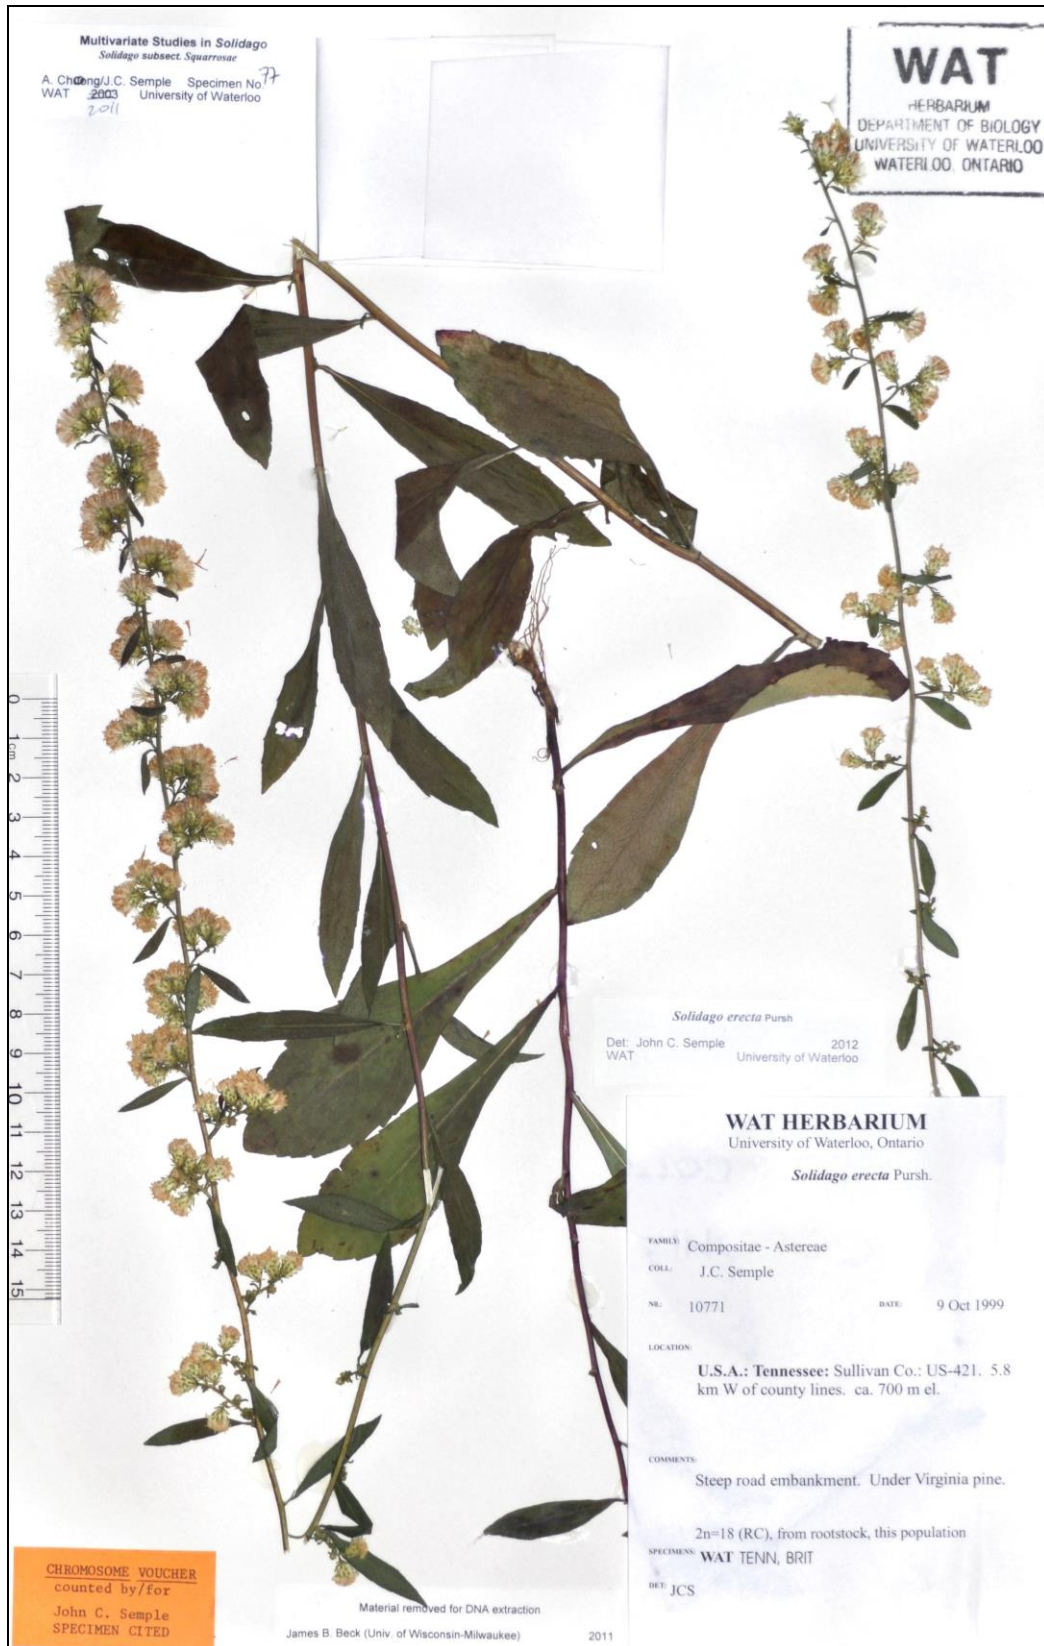 Multivariate Studies in Solidago
Solidago subsect. Squarrosae
A. Cheong/J.C. Semple Specimen No. 77
WAT 2003 University of Waterloo
2011
WAT
HERBARIUM
DEPARTMENT OF BIOLOGY
UNIVERSITY OF WATERLOO
WATERLOO, ONTARIO
0
1cm
2
3
4
5
6
7
8
9
10
11
12
13
14
15
Solidago erecta Pursh
Det: John C. Semple 2012
WAT University of Waterloo
WAT HERBARIUM
University of Waterloo, Ontario
Solidago erecta Pursh.
FAMILY: Compositae - Astereae
COLL: J.C. Semple
NR: 10771 DATE: 9 Oct 1999
LOCATION:
U.S.A.: Tennessee: Sullivan Co.: US-421. 5.8
km W of county lines. ca. 700 m el.
COMMENTS:
Steep road embankment. Under Virginia pine.
2n=18 (RC), from rootstock, this population
SPECIMENS: WAT TENN, BRIT
DET: JCS
CHROMOSOME VOUCHER
counted by/for
John C. Semple
SPECIMEN CITED
Material removed for DNA extraction
James B. Beck (Univ. of Wisconsin-Milwaukee) 2011